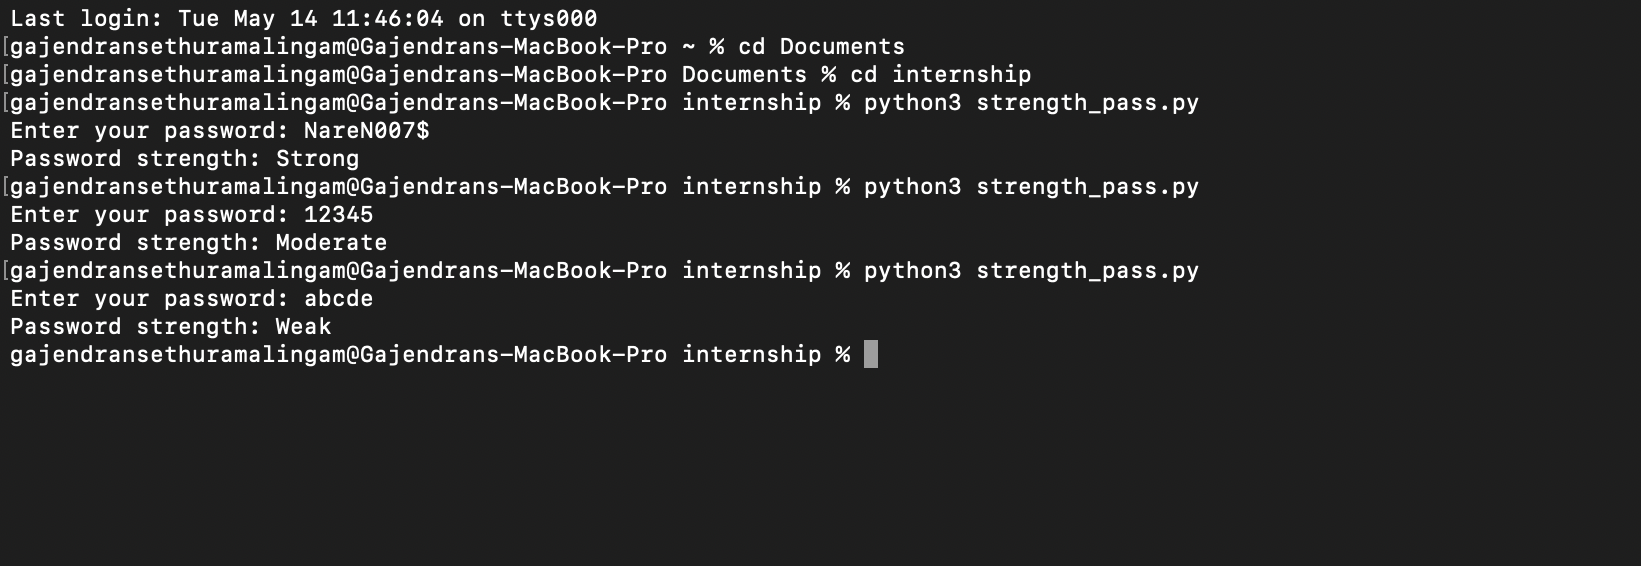 Last login: Tue May 14 11:46:04 on ttys000
[gajendransethuramalingam@Gajendrans-MacBook-Pro ~ % cd Documents
[gajendransethuramalingam@Gajendrans-MacBook-Pro Documents % cd internship
[gajendransethuramalingam@Gajendrans-MacBook-Pro internship % python3 strength_pass.py
Enter your password: NareN007$
Password strength: Strong
[gajendransethuramalingam@Gajendrans-MacBook-Pro internship % python3 strength_pass.py
Enter your password: 12345
Password strength: Moderate
[gajendransethuramalingam@Gajendrans-MacBook-Pro internship % python3 strength_pass.py
Enter your password: abcde
Password strength: Weak
gajendransethuramalingam@Gajendrans-MacBook-Pro internship %